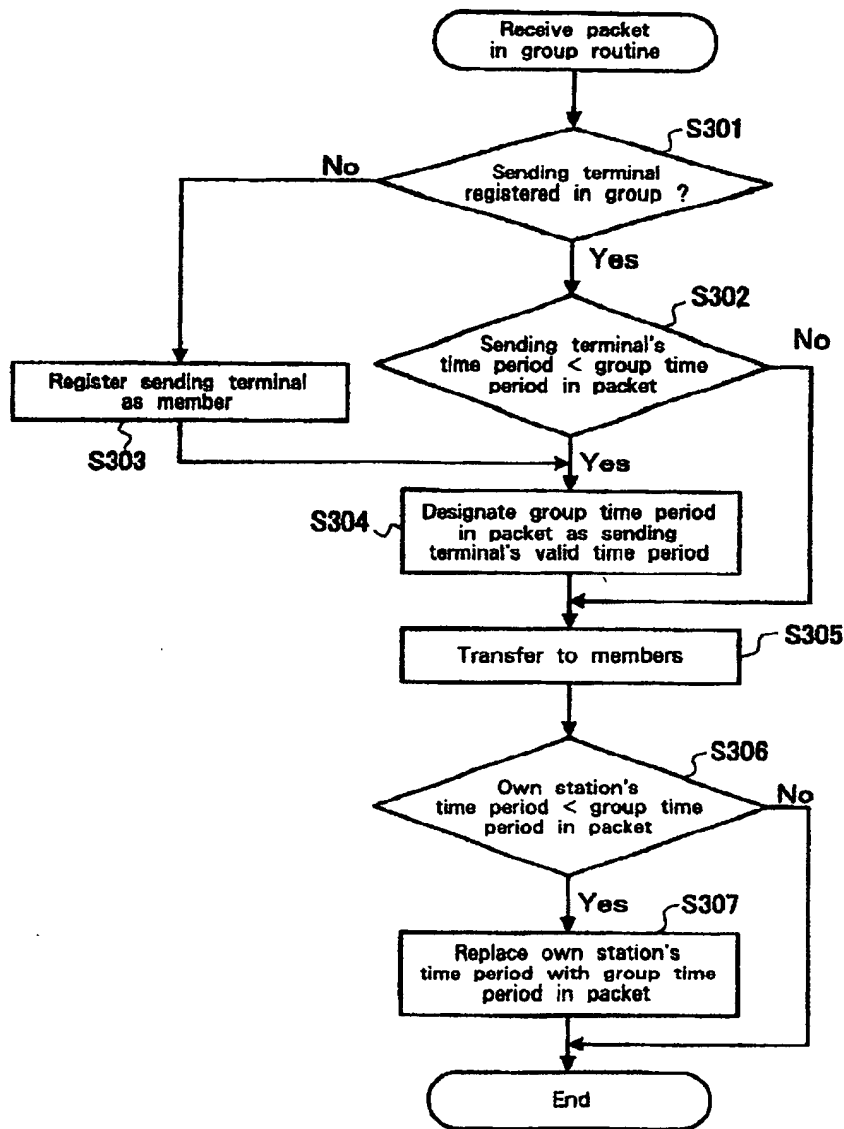 Receive packet
in group routine
S301
Sending terminal
registered in group ?
No
Yes
S302
Sending terminal's
time period < group time
period in packet
No
Register sending terminal
as member
S303
Yes
S304
Designate group time period
in packet as sending
terminal's valid time period
Transfer to members
S305
S306
Own station's
time period < group time
period in packet
No
Yes
S307
Replace own station's
time period with group time
period in packet
End